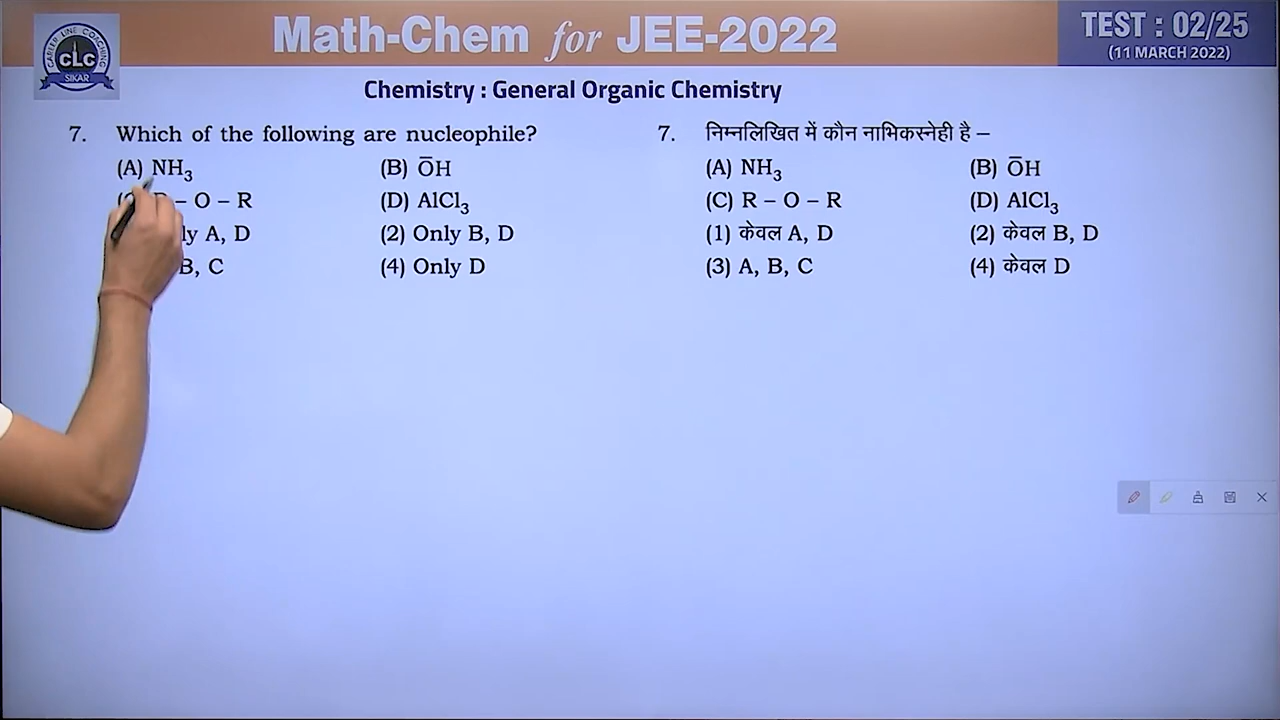 CAREER LINE COACHING
CLC
SIKAR
Math-Chem for JEE-2022
TEST : 02/25
(11 MARCH 2022)
Chemistry : General Organic Chemistry
7. Which of the following are nucleophile?
(A) NH₃ (B) O̅H
– O – R (D) AlCl₃
A, D (2) Only B, D
B, C (4) Only D
7. निम्नलिखित में कौन नाभिकस्नेही है –
(A) NH₃ (B) O̅H
(C) R – O – R (D) AlCl₃
(1) केवल A, D (2) केवल B, D
(3) A, B, C (4) केवल D